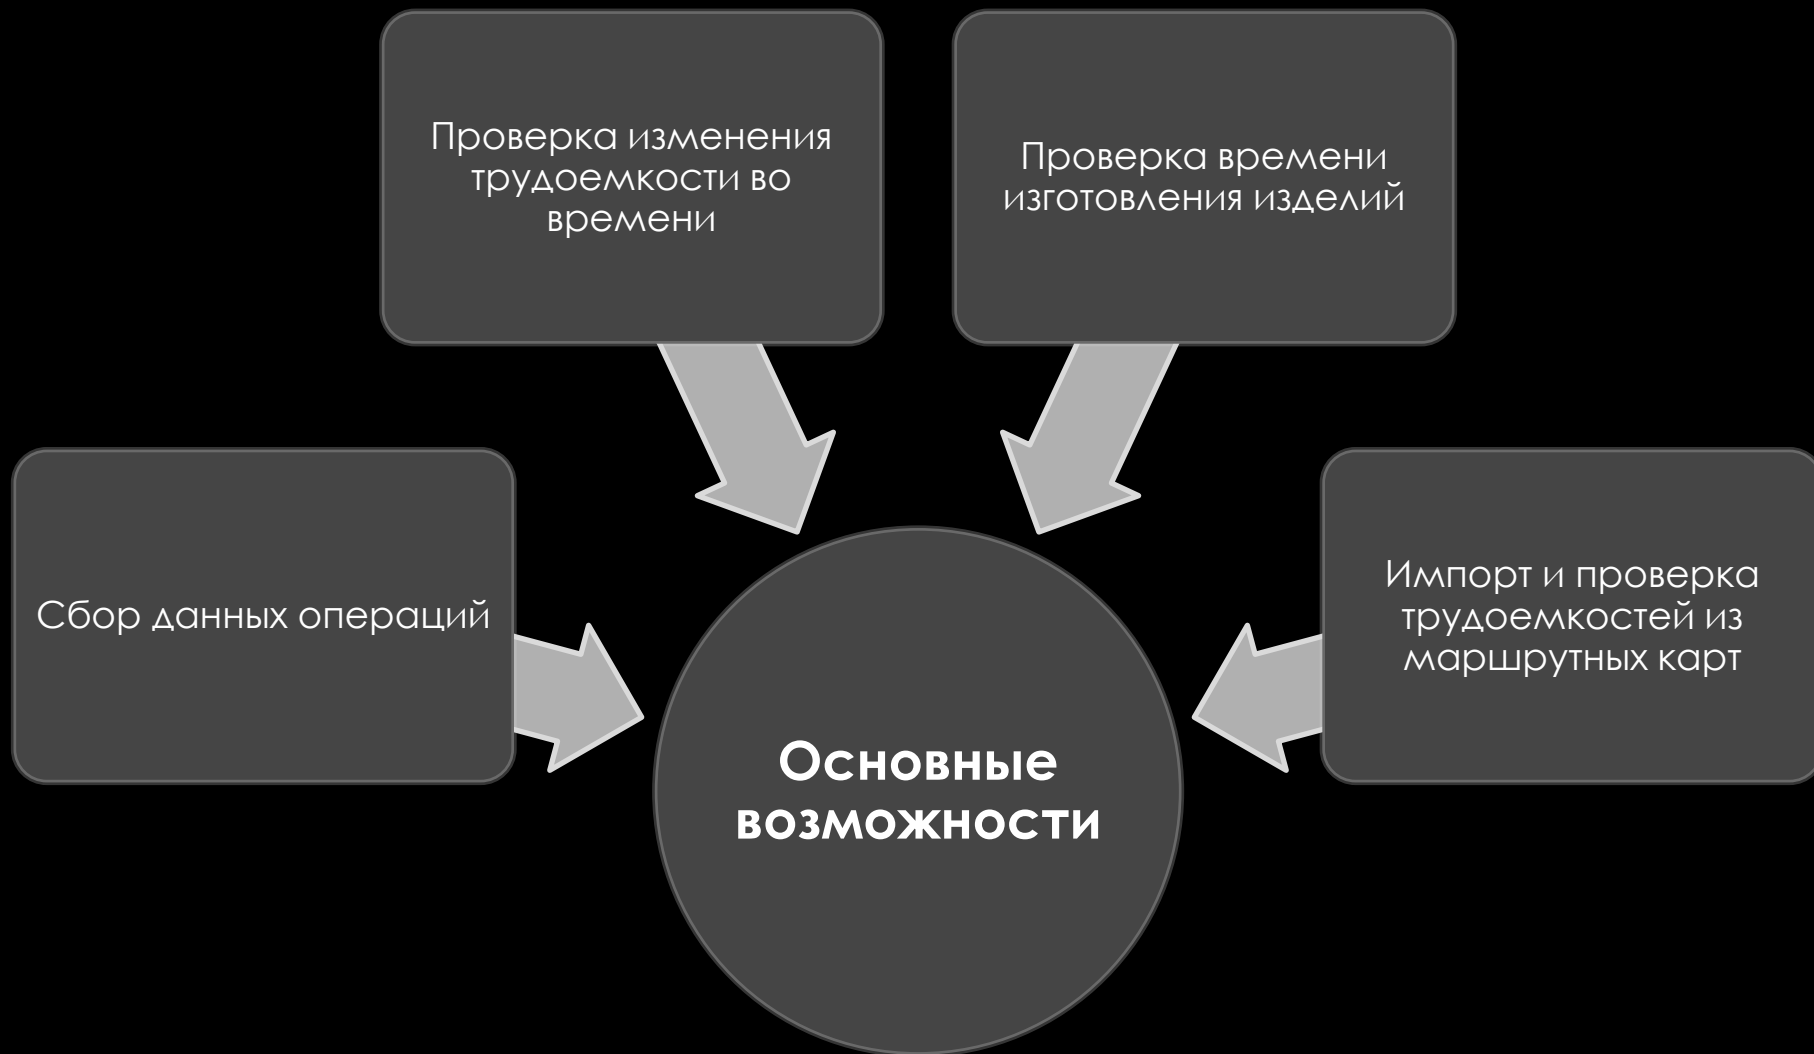 Проверка изменения
трудоемкости во
времени
Проверка времени
изготовления изделий
Сбор данных операций
Импорт и проверка
трудоемкостей из
маршрутных карт
Основные
возможности